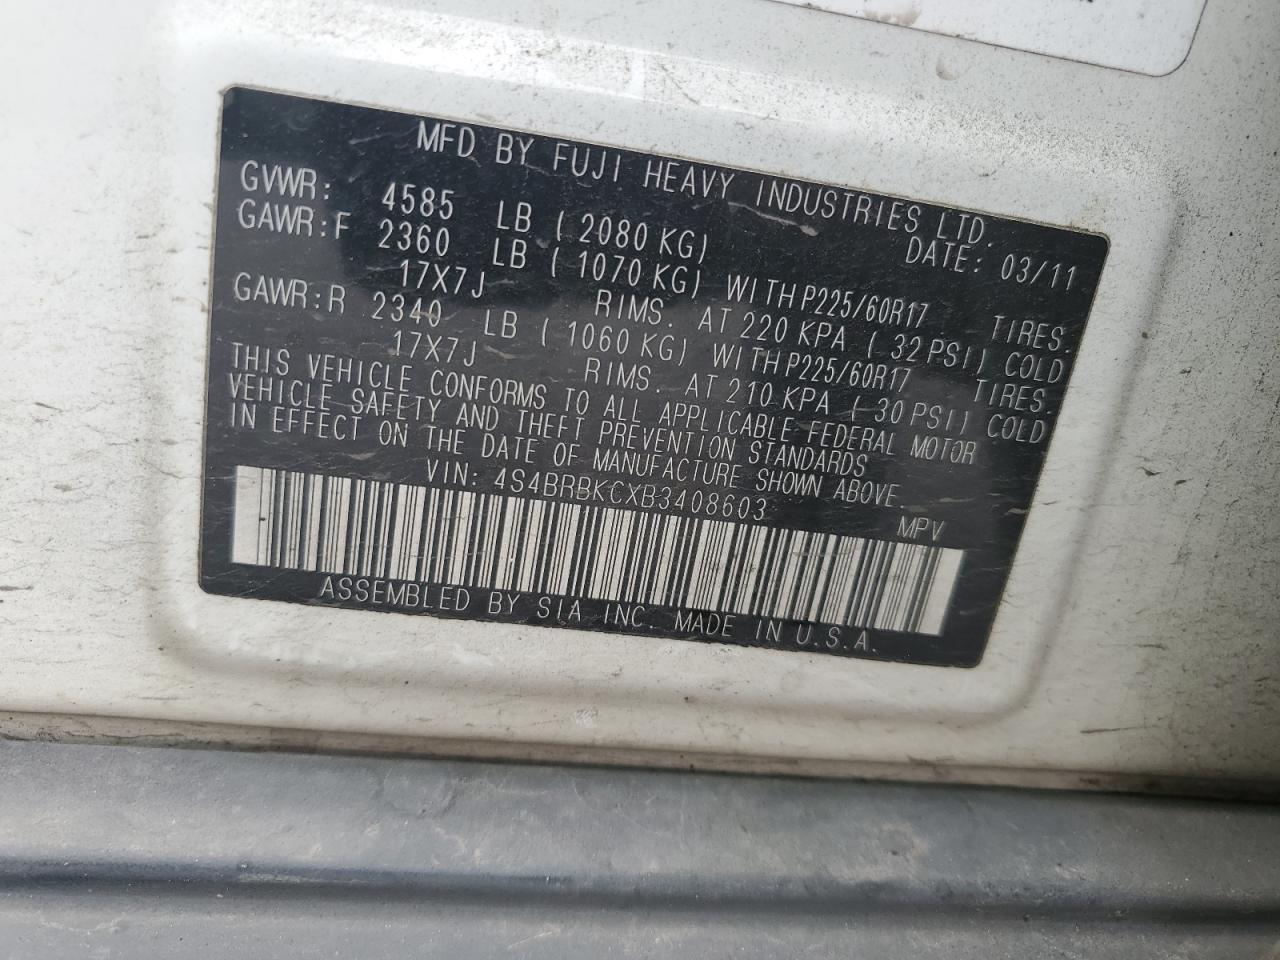 MFD BY FUJI HEAVY INDUSTRIES LTD.
DATE: 03/11
GVWR: 4585 LB ( 2080 KG)
GAWR:F 2360 LB ( 1070 KG) WITH P225/60R17 TIRES.
17X7J RIMS. AT 220 KPA ( 32 PSI) COLD
GAWR:R 2340 LB ( 1060 KG) WITH P225/60R17 TIRES.
17X7J RIMS. AT 210 KPA ( 30 PSI) COLD
THIS VEHICLE CONFORMS TO ALL APPLICABLE FEDERAL MOTOR
VEHICLE SAFETY AND THEFT PREVENTION STANDARDS
IN EFFECT ON THE DATE OF MANUFACTURE SHOWN ABOVE.
VIN: 4S4BRBKCXB3408603 MPV
ASSEMBLED BY SIA INC. MADE IN U.S.A.